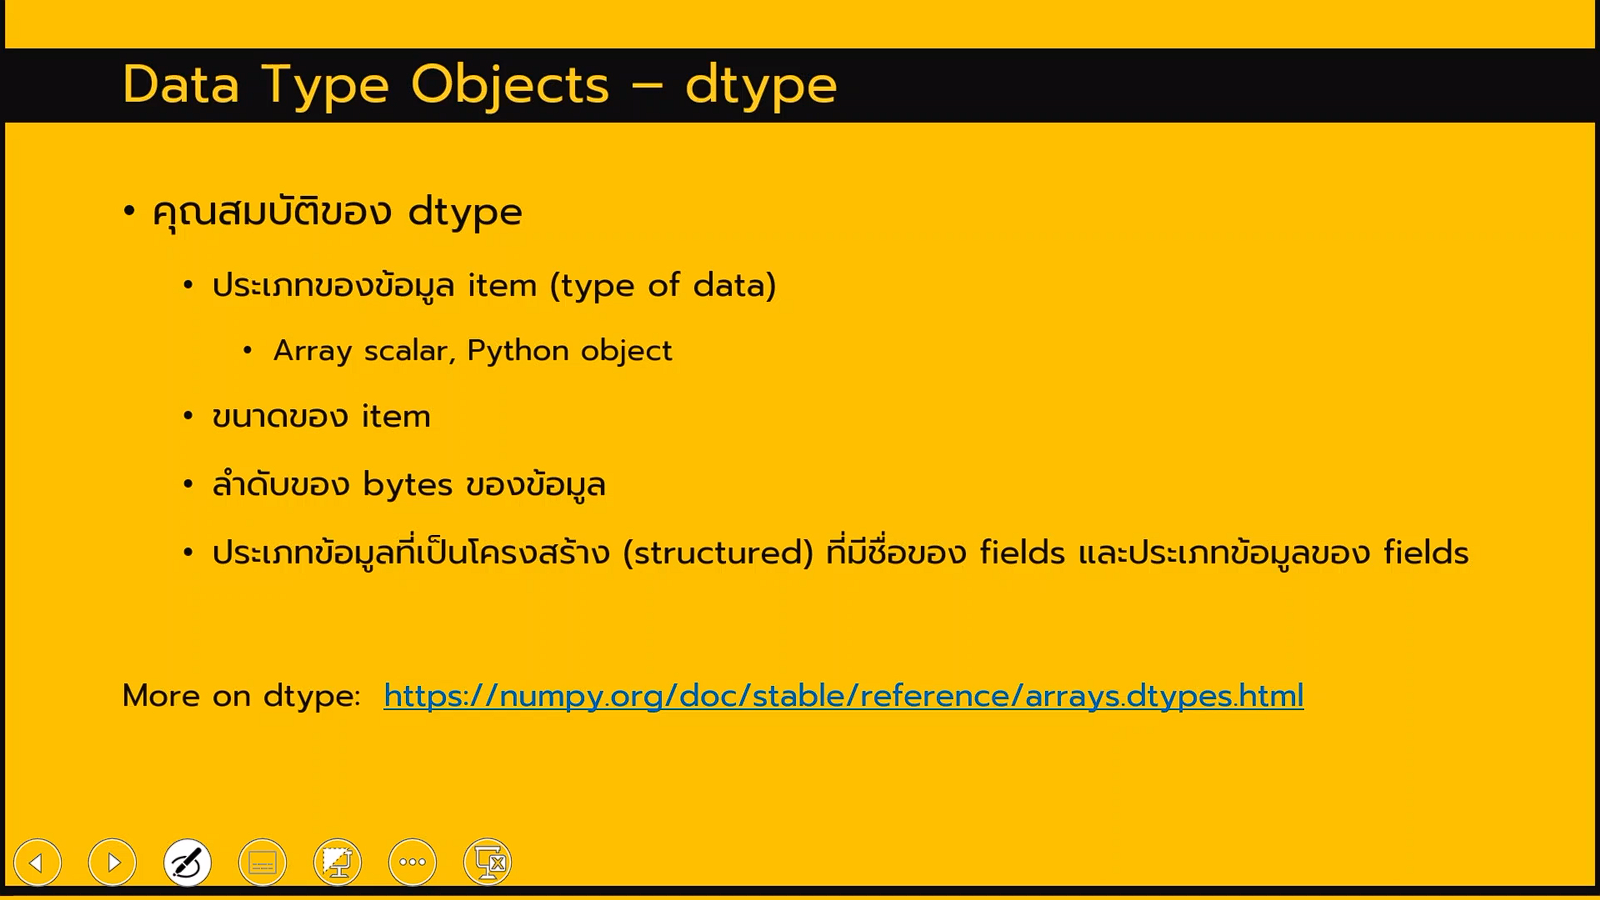 Data Type Objects – dtype
• คุณสมบัติของ dtype
• ประเภทของข้อมูล item (type of data)
• Array scalar, Python object
• ขนาดของ item
• ลำดับของ bytes ของข้อมูล
• ประเภทข้อมูลที่เป็นโครงสร้าง (structured) ที่มีชื่อของ fields และประเภทข้อมูลของ fields
More on dtype: https://numpy.org/doc/stable/reference/arrays.dtypes.html